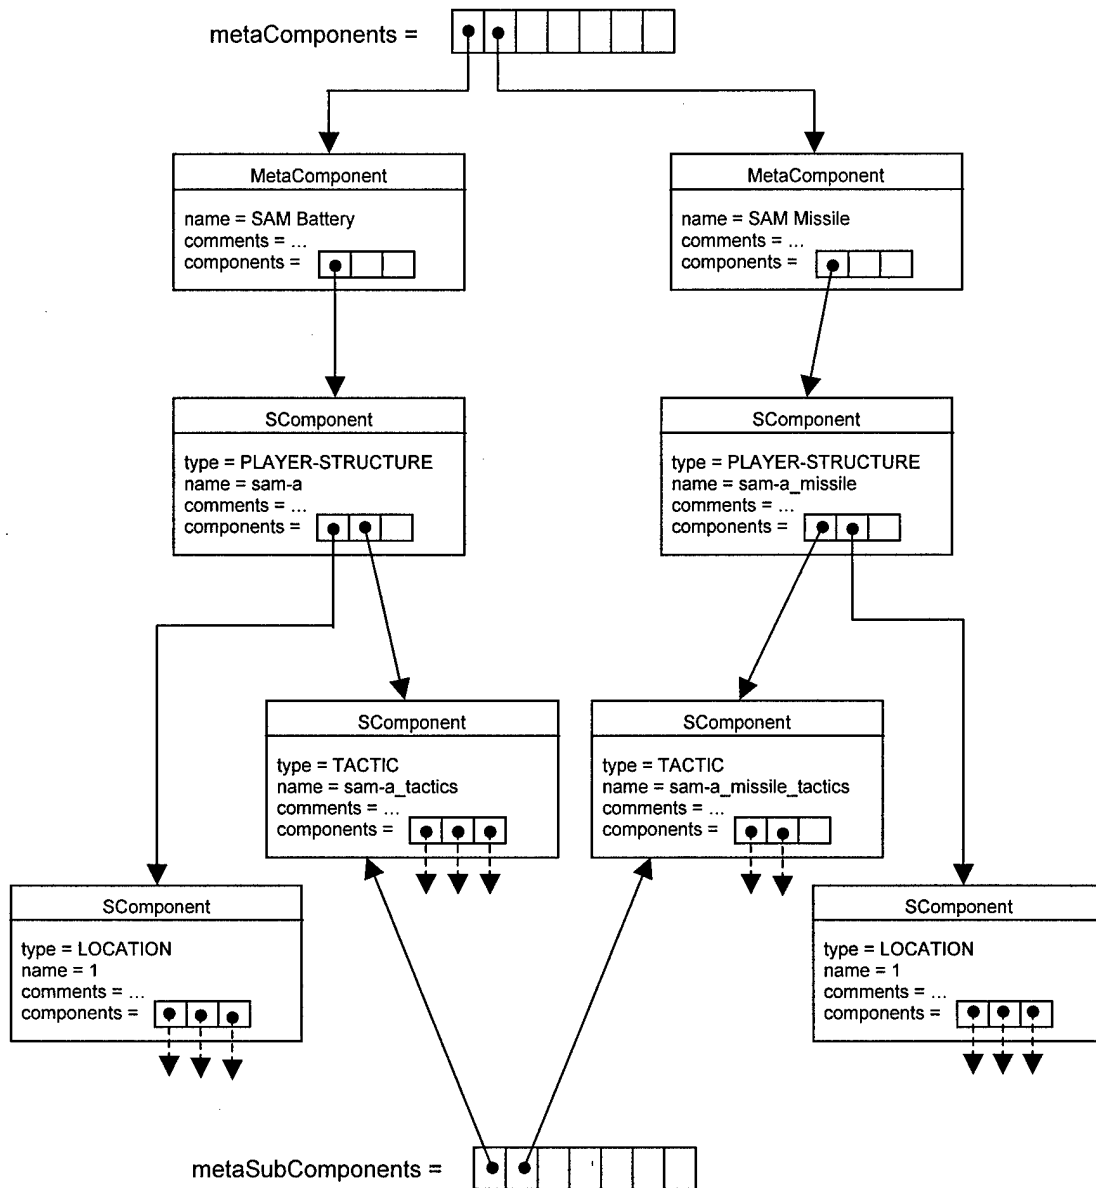 metaComponents =
MetaComponent
name = SAM Battery
comments = ...
components =
MetaComponent
name = SAM Missile
comments = ...
components =
SComponent
type = PLAYER-STRUCTURE
name = sam-a
comments = ...
components =
SComponent
type = PLAYER-STRUCTURE
name = sam-a_missile
comments = ...
components =
SComponent
type = TACTIC
name = sam-a_tactics
comments = ...
components =
SComponent
type = TACTIC
name = sam-a_missile_tactics
comments = ...
components =
SComponent
type = LOCATION
name = 1
comments = ...
components =
SComponent
type = LOCATION
name = 1
comments = ...
components =
metaSubComponents =